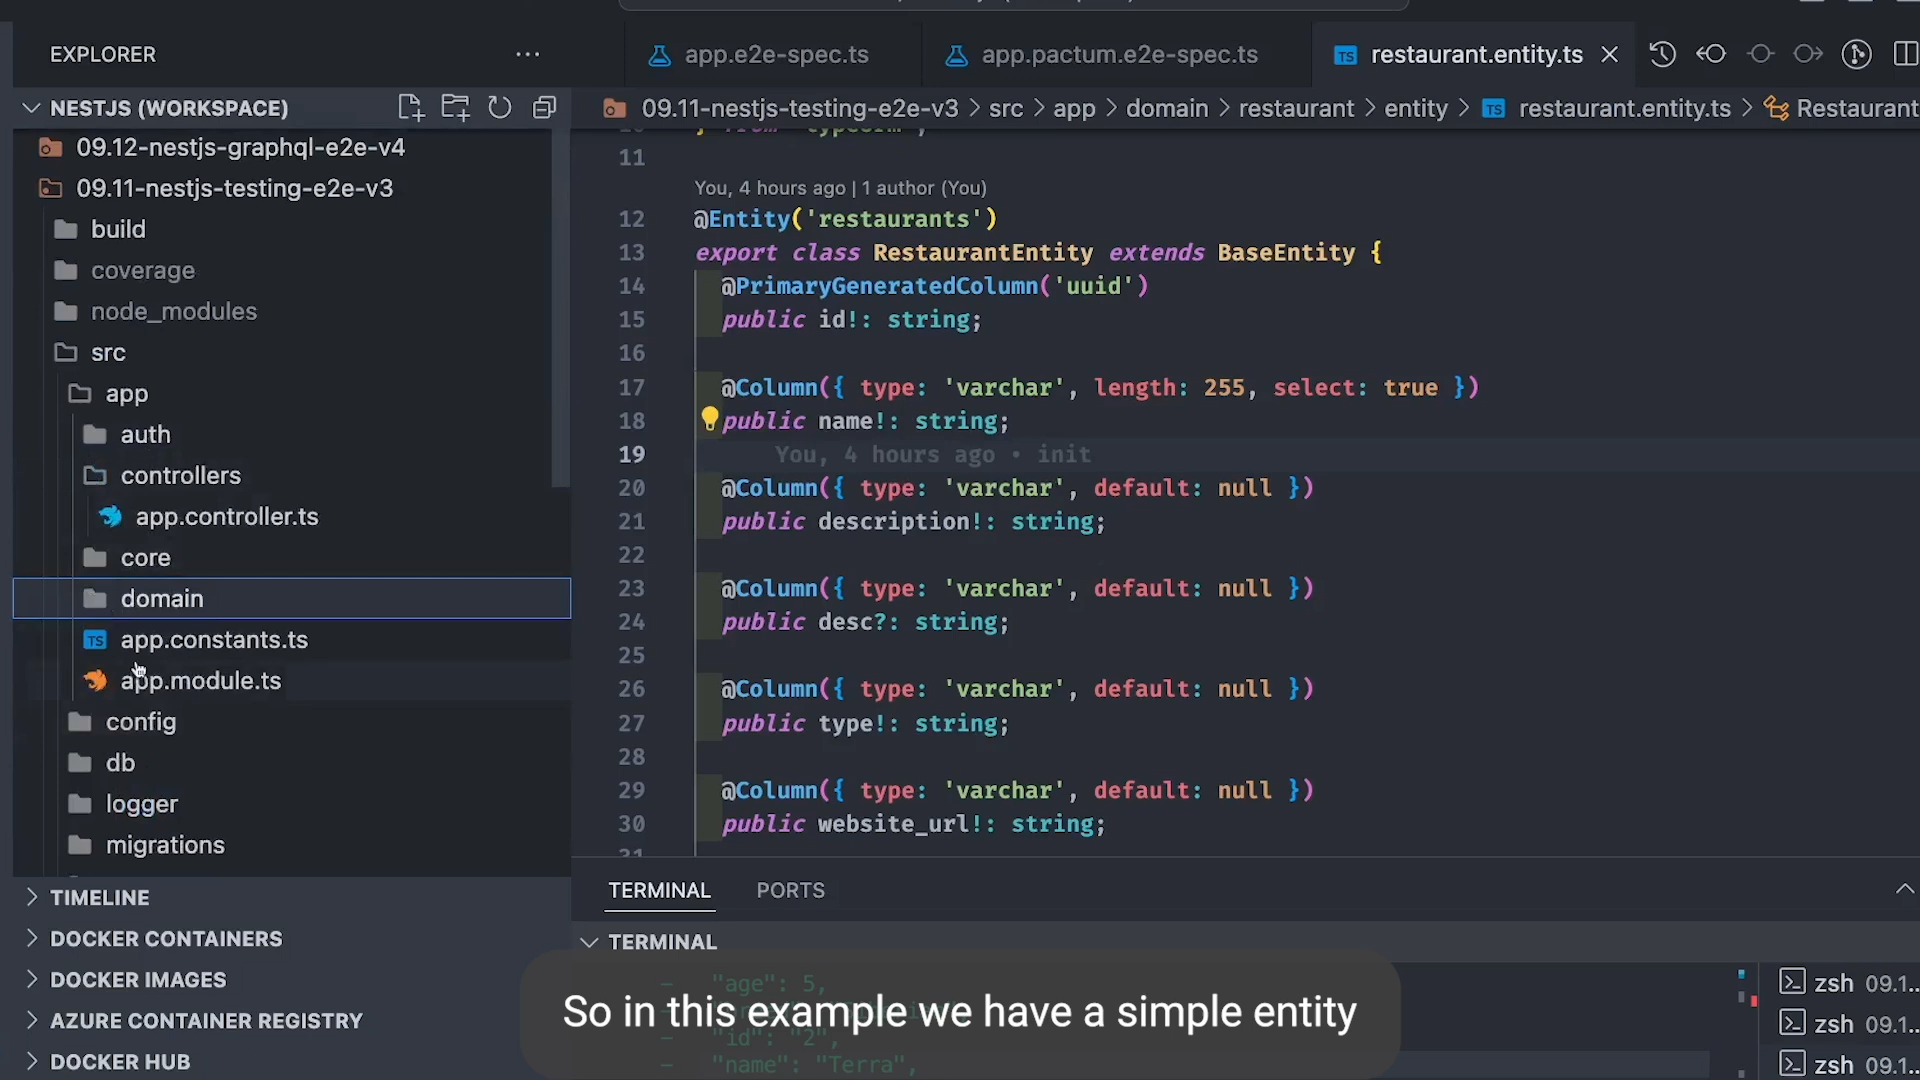 EXPLORER
app.e2e-spec.ts
app.pactum.e2e-spec.ts
restaurant.entity.ts
NESTJS (WORKSPACE)
09.11-nestjs-testing-e2e-v3 > src > app > domain > restaurant > entity > restaurant.entity.ts > Restaurant
09.12-nestjs-graphql-e2e-v4
09.11-nestjs-testing-e2e-v3
build
coverage
node_modules
src
app
auth
controllers
app.controller.ts
core
domain
app.constants.ts
app.module.ts
config
db
logger
migrations
TIMELINE
DOCKER CONTAINERS
DOCKER IMAGES
AZURE CONTAINER REGISTRY
DOCKER HUB
11
You, 4 hours ago | 1 author (You)
12 @Entity('restaurants')
13 export class RestaurantEntity extends BaseEntity {
14 @PrimaryGeneratedColumn('uuid')
15 public id!: string;
16
17 @Column({ type: 'varchar', length: 255, select: true })
18 public name!: string;
19 You, 4 hours ago • init
20 @Column({ type: 'varchar', default: null })
21 public description!: string;
22
23 @Column({ type: 'varchar', default: null })
24 public desc?: string;
25
26 @Column({ type: 'varchar', default: null })
27 public type!: string;
28
29 @Column({ type: 'varchar', default: null })
30 public website_url!: string;
TERMINAL PORTS
TERMINAL
- "age": 5,
So in this example we have a simple entity
- "id": "2",
- "name": "Terra",
zsh 09.1...
zsh 09.1...
zsh 09.1...